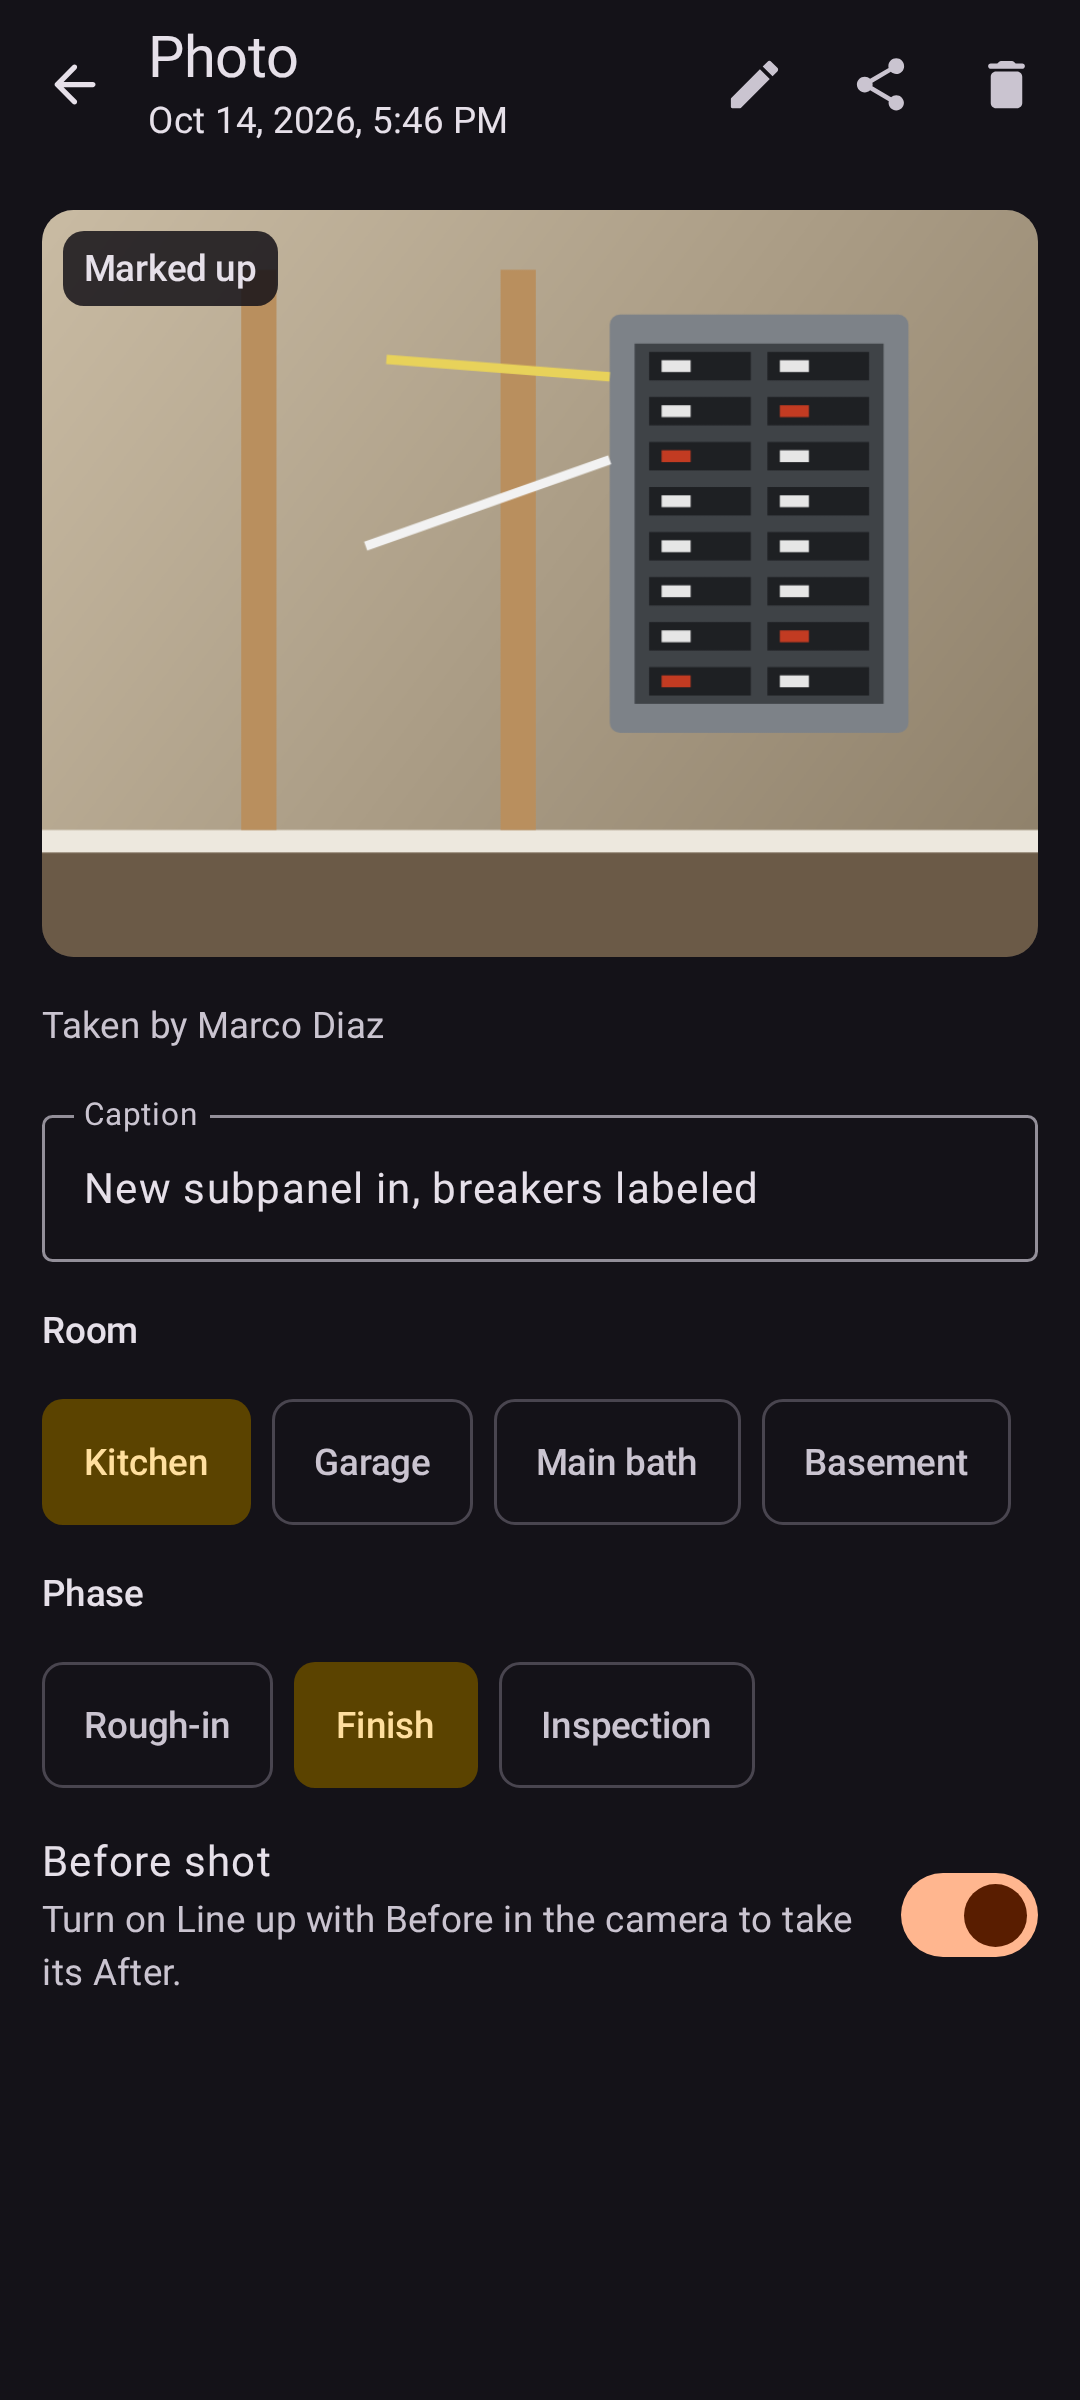 Photo
Oct 14, 2026, 5:46 PM
Marked up
Taken by Marco Diaz
Caption
New subpanel in, breakers labeled
Room
Kitchen
Garage
Main bath
Basement
Phase
Rough-in
Finish
Inspection
Before shot
Turn on Line up with Before in the camera to take
its After.